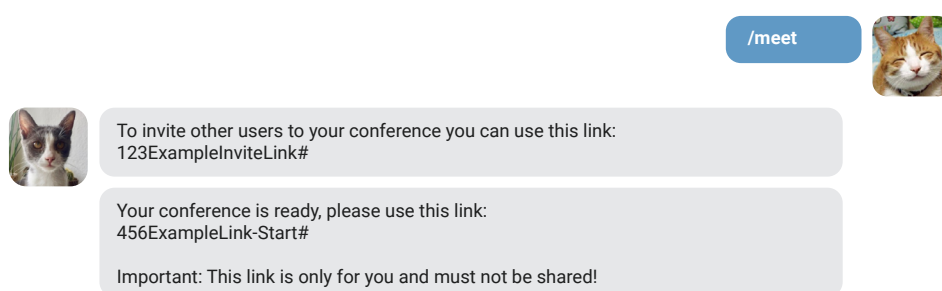 /meet
To invite other users to your conference you can use this link:
123ExampleInviteLink#
Your conference is ready, please use this link:
456ExampleLink-Start#
Important: This link is only for you and must not be shared!